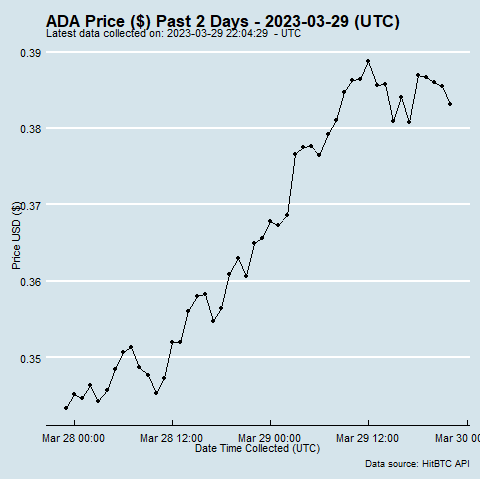 ADA Price ($) Past 2 Days - 2023-03-29 (UTC)
Latest data collected on: 2023-03-29 22:04:29  - UTC
0.39
0.38
0.37
0.36
0.35
Price USD ($)
Mar 28 00:00 Mar 28 12:00 Mar 29 00:00 Mar 29 12:00 Mar 30 0
Date Time Collected (UTC)
Data source: HitBTC API